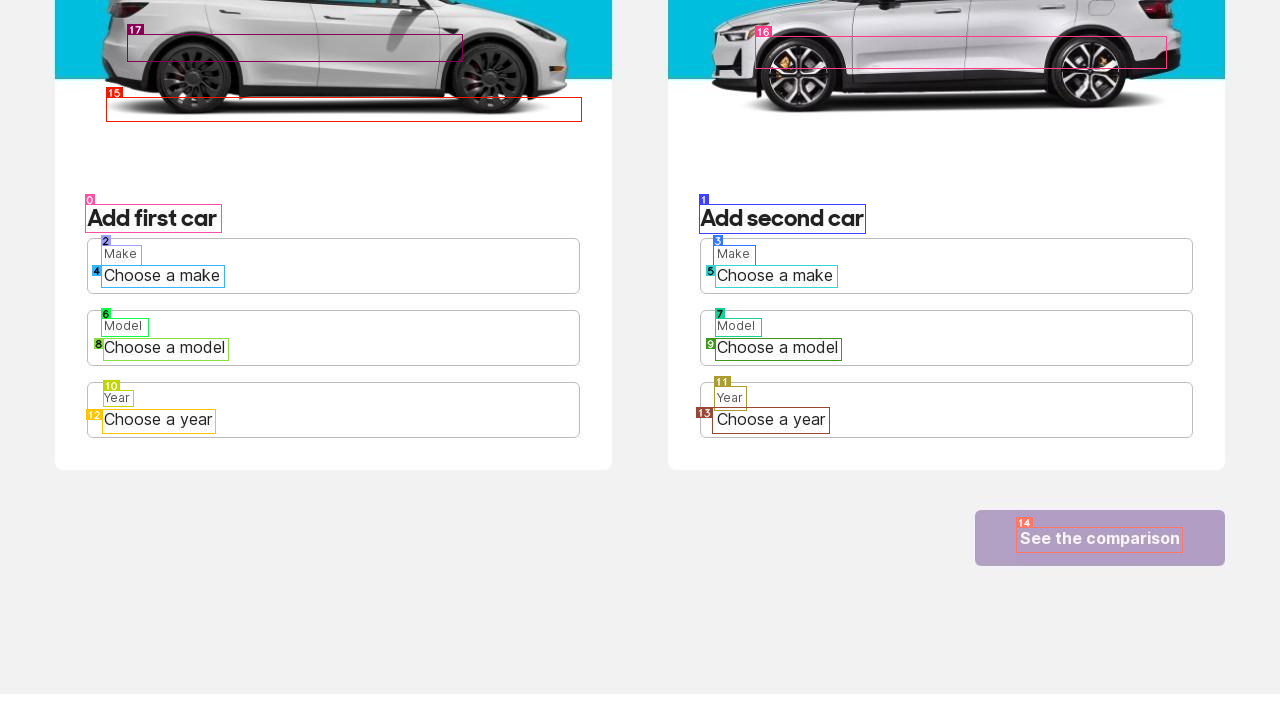 17
16
15
0
Add first car
2
Make
4
Choose a make
6
Model
8
Choose a model
10
Year
12
Choose a year
1
Add second car
3
Make
5
Choose a make
7
Model
9
Choose a model
11
Year
13
Choose a year
14
See the comparison